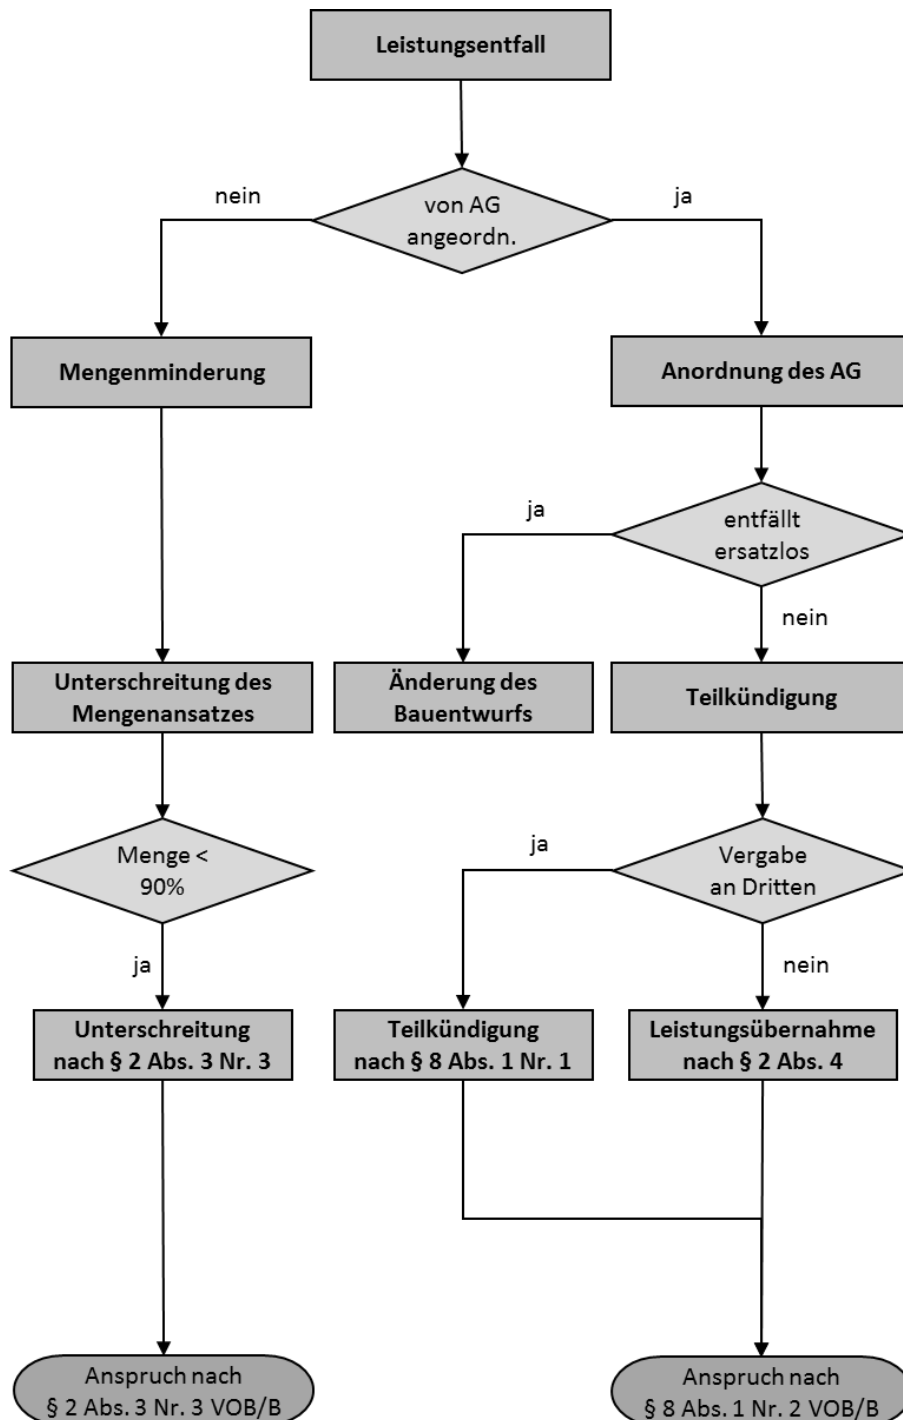 Leistungsentfall
von AG
angeordn.
nein
ja
Mengenminderung
Anordnung des AG
entfällt
ersatzlos
ja
nein
Unterschreitung des
Mengenansatzes
Änderung des
Bauentwurfs
Teilkündigung
Menge <
90%
ja
Vergabe
an Dritten
ja
nein
Unterschreitung
nach § 2 Abs. 3 Nr. 3
Teilkündigung
nach § 8 Abs. 1 Nr. 1
Leistungsübernahme
nach § 2 Abs. 4
Anspruch nach
§ 2 Abs. 3 Nr. 3 VOB/B
Anspruch nach
§ 8 Abs. 1 Nr. 2 VOB/B